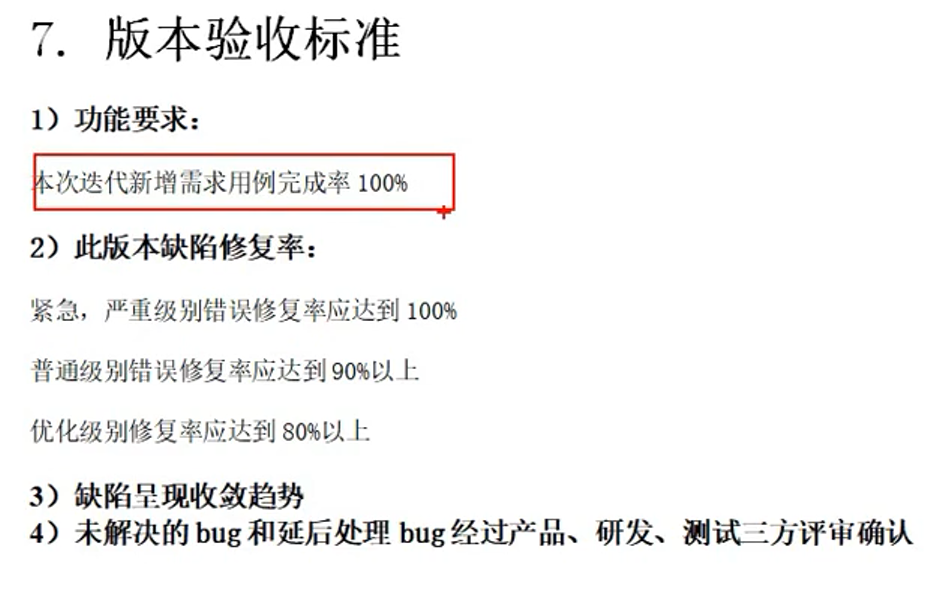 7. 版本验收标准
1）功能要求：
本次迭代新增需求用例完成率 100%
2）此版本缺陷修复率：
紧急，严重级别错误修复率应达到 100%
普通级别错误修复率应达到 90%以上
优化级别修复率应达到 80%以上
3）缺陷呈现收敛趋势
4）未解决的 bug 和延后处理 bug 经过产品、研发、测试三方评审确认